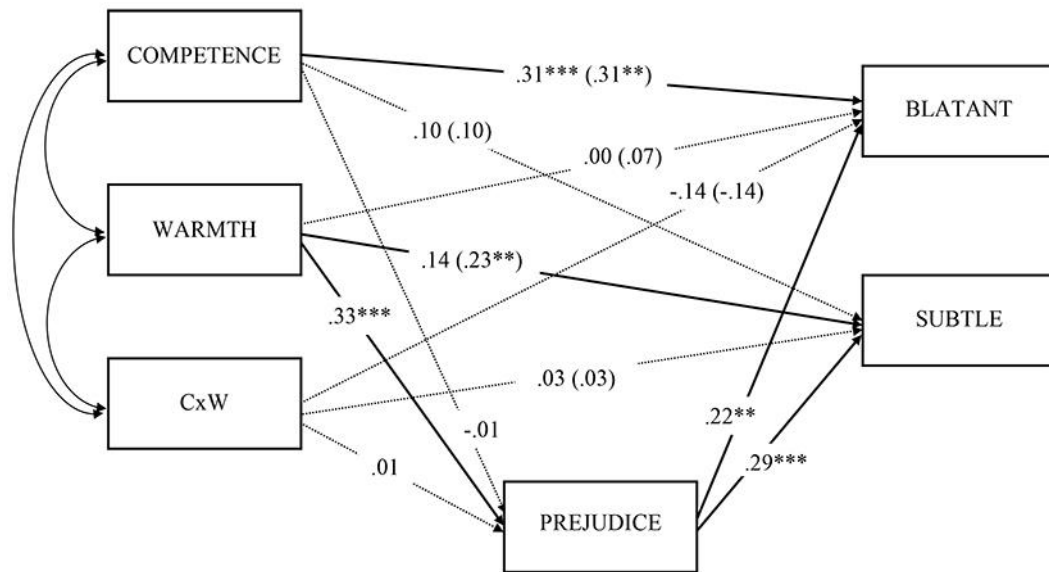 COMPETENCE
.31*** (.31**)
BLATANT
.10 (.10)
.00 (.07)
-.14 (-.14)
WARMTH
.14 (.23**)
.33***
SUBTLE
CxW
.03 (.03)
.22**
-.01
.29***
.01
PREJUDICE